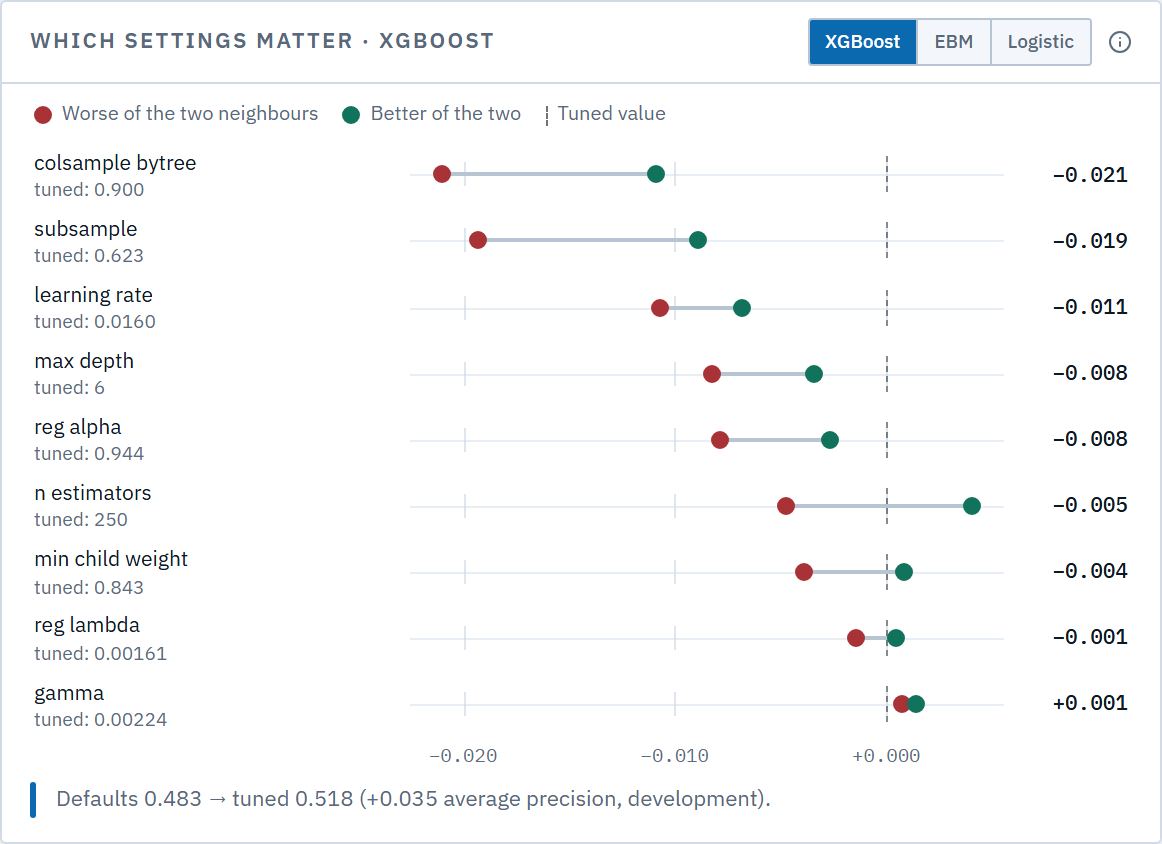 WHICH SETTINGS MATTER · XGBOOST
XGBoost EBM Logistic
Worse of the two neighbours Better of the two Tuned value
colsample bytree
tuned: 0.900
−0.021
subsample
tuned: 0.623
−0.019
learning rate
tuned: 0.0160
−0.011
max depth
tuned: 6
−0.008
reg alpha
tuned: 0.944
−0.008
n estimators
tuned: 250
−0.005
min child weight
tuned: 0.843
−0.004
reg lambda
tuned: 0.00161
−0.001
gamma
tuned: 0.00224
+0.001
−0.020 −0.010 +0.000
Defaults 0.483 → tuned 0.518 (+0.035 average precision, development).